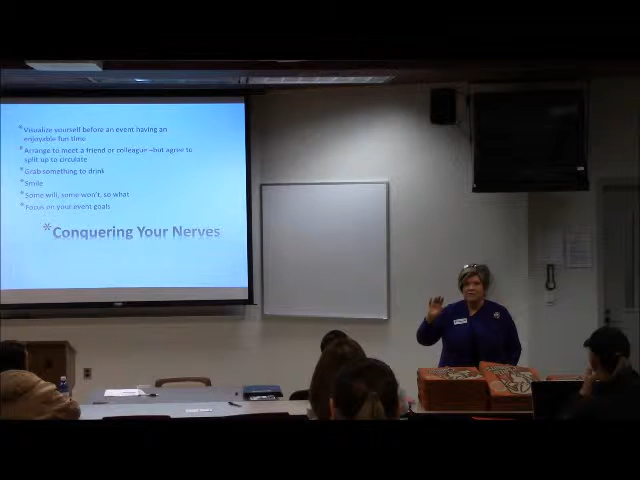 * Visualize yourself before an event having an
enjoyable fun time
* Arrange to meet a friend or colleague –but agree to
split up to circulate
* Grab something to drink
* Smile
* Some will, some won't, so what
* Focus on your event goals
* Conquering Your Nerves